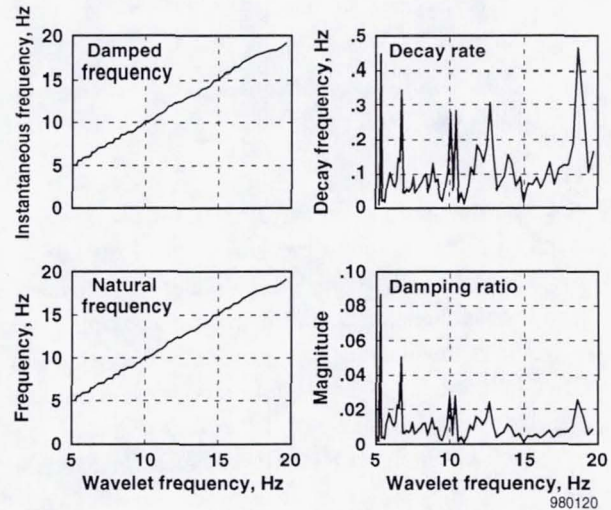 Instantaneous frequency, Hz
20
15
10
5
0
Damped
frequency
Decay frequency, Hz
.5
.4
.3
.2
.1
0
Decay rate
Frequency, Hz
20
15
10
5
0
Natural
frequency
5 10 15 20
Wavelet frequency, Hz
Magnitude
.10
.08
.06
.04
.02
0
Damping ratio
5 10 15 20
Wavelet frequency, Hz
980120